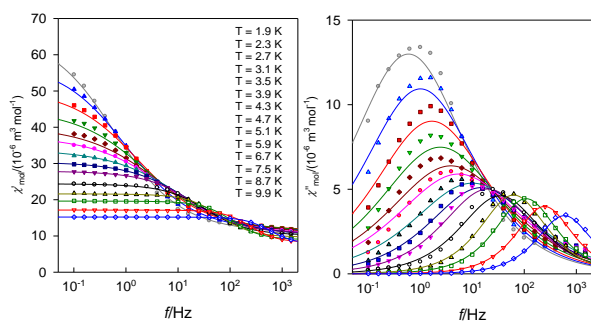 70
60
50
40
30
20
10
0
χ'mol/(10⁻⁶ m³ mol⁻¹)
T = 1.9 K
T = 2.3 K
T = 2.7 K
T = 3.1 K
T = 3.5 K
T = 3.9 K
T = 4.3 K
T = 4.7 K
T = 5.1 K
T = 5.9 K
T = 6.7 K
T = 7.5 K
T = 8.7 K
T = 9.9 K
10⁻¹ 10⁰ 10¹ 10² 10³
f/Hz
15
10
5
0
χ''mol/(10⁻⁶ m³ mol⁻¹)
10⁻¹ 10⁰ 10¹ 10² 10³
f/Hz